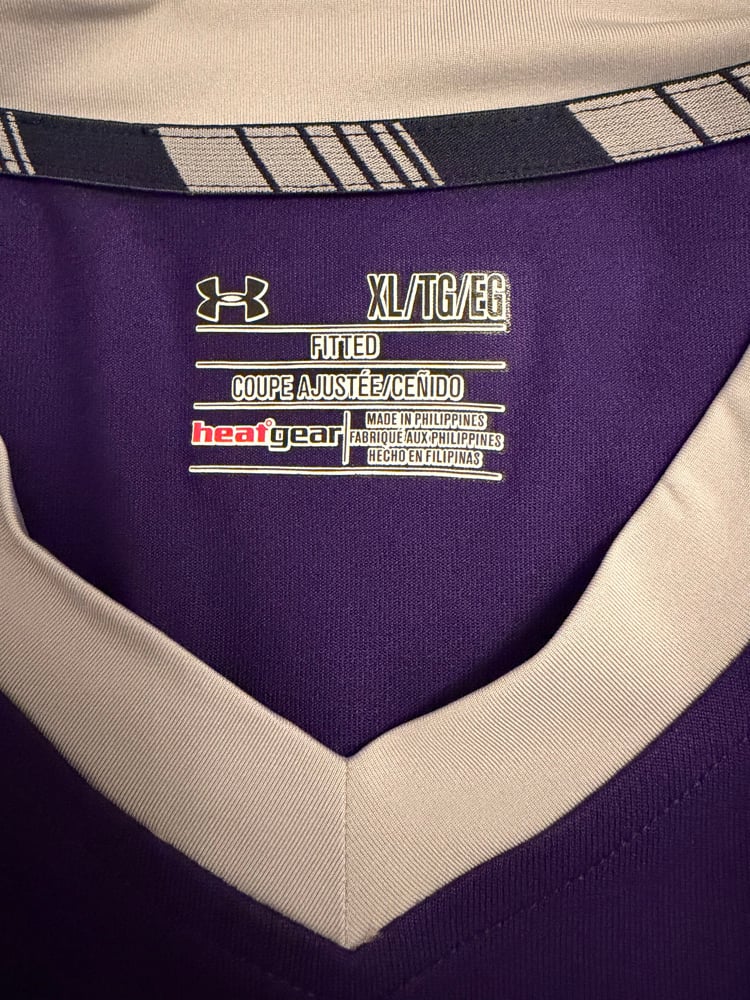 XL/TG/EG
FITTED
COUPE AJUSTÉE/CEÑIDO
heatgear
MADE IN PHILIPPINES
FABRIQUÉ AUX PHILIPPINES
HECHO EN FILIPINAS